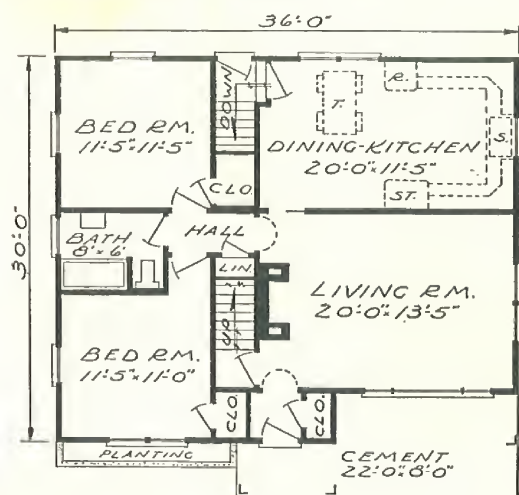 36'-0"
30'-0"
BED RM.
11'-5"x11'-5"
DOWN
CLO
T.
R.
S.
ST.
DINING-KITCHEN
20'-0"x11'-5"
BATH
8'x6'
HALL
LIN.
UP
LIVING RM.
20'-0"x13'-5"
BED RM.
11'-5"x11'-0"
CLO.
CLO.
PLANTING
CEMENT
22'-0"x8'-0"